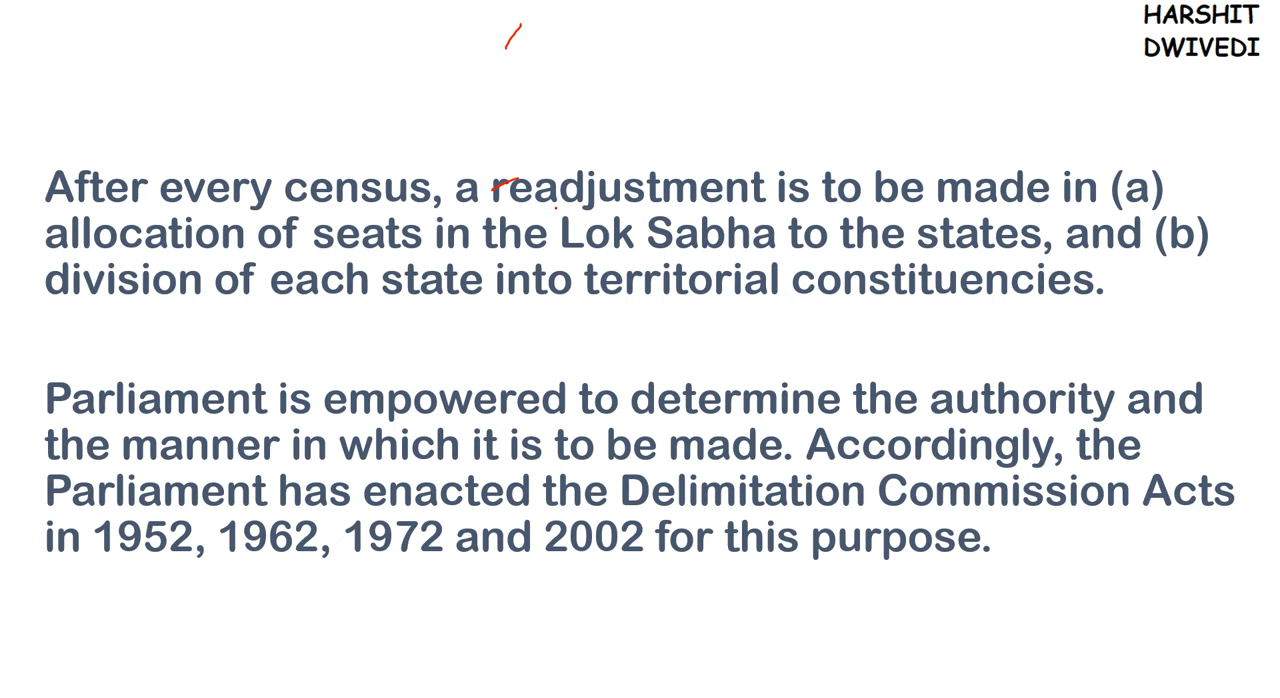 HARSHIT
DWIVEDI
After every census, a readjustment is to be made in (a)
allocation of seats in the Lok Sabha to the states, and (b)
division of each state into territorial constituencies.
Parliament is empowered to determine the authority and
the manner in which it is to be made. Accordingly, the
Parliament has enacted the Delimitation Commission Acts
in 1952, 1962, 1972 and 2002 for this purpose.